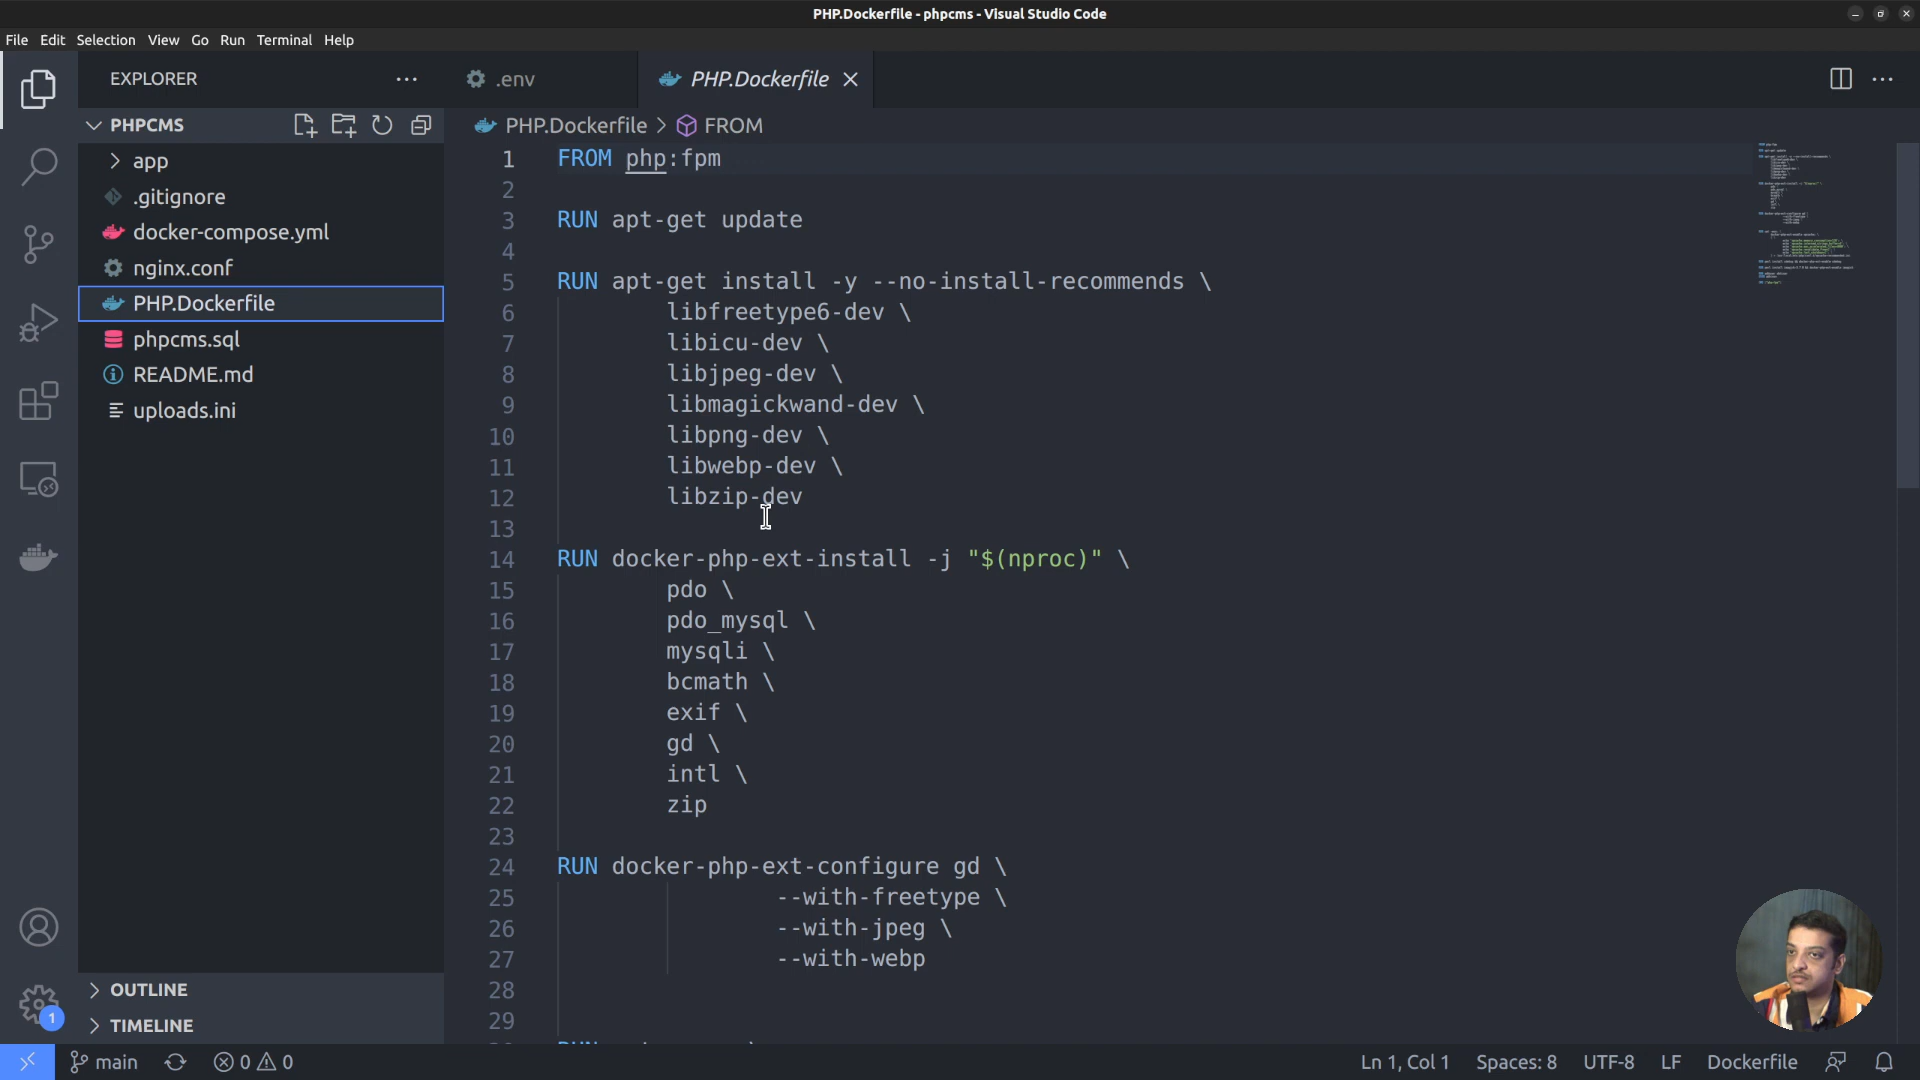 PHP.Dockerfile - phpcms - Visual Studio Code
File Edit Selection View Go Run Terminal Help
EXPLORER
.env
PHP.Dockerfile
PHPCMS
app
.gitignore
docker-compose.yml
nginx.conf
PHP.Dockerfile
phpcms.sql
README.md
uploads.ini
OUTLINE
TIMELINE
PHP.Dockerfile > FROM
1 FROM php:fpm
2
3 RUN apt-get update
4
5 RUN apt-get install -y --no-install-recommends \
6 libfreetype6-dev \
7 libicu-dev \
8 libjpeg-dev \
9 libmagickwand-dev \
10 libpng-dev \
11 libwebp-dev \
12 libzip-dev
13
14 RUN docker-php-ext-install -j "$(nproc)" \
15 pdo \
16 pdo_mysql \
17 mysqli \
18 bcmath \
19 exif \
20 gd \
21 intl \
22 zip
23
24 RUN docker-php-ext-configure gd \
25 --with-freetype \
26 --with-jpeg \
27 --with-webp
28
29
1
main 0 0 Ln 1, Col 1 Spaces: 8 UTF-8 LF Dockerfile